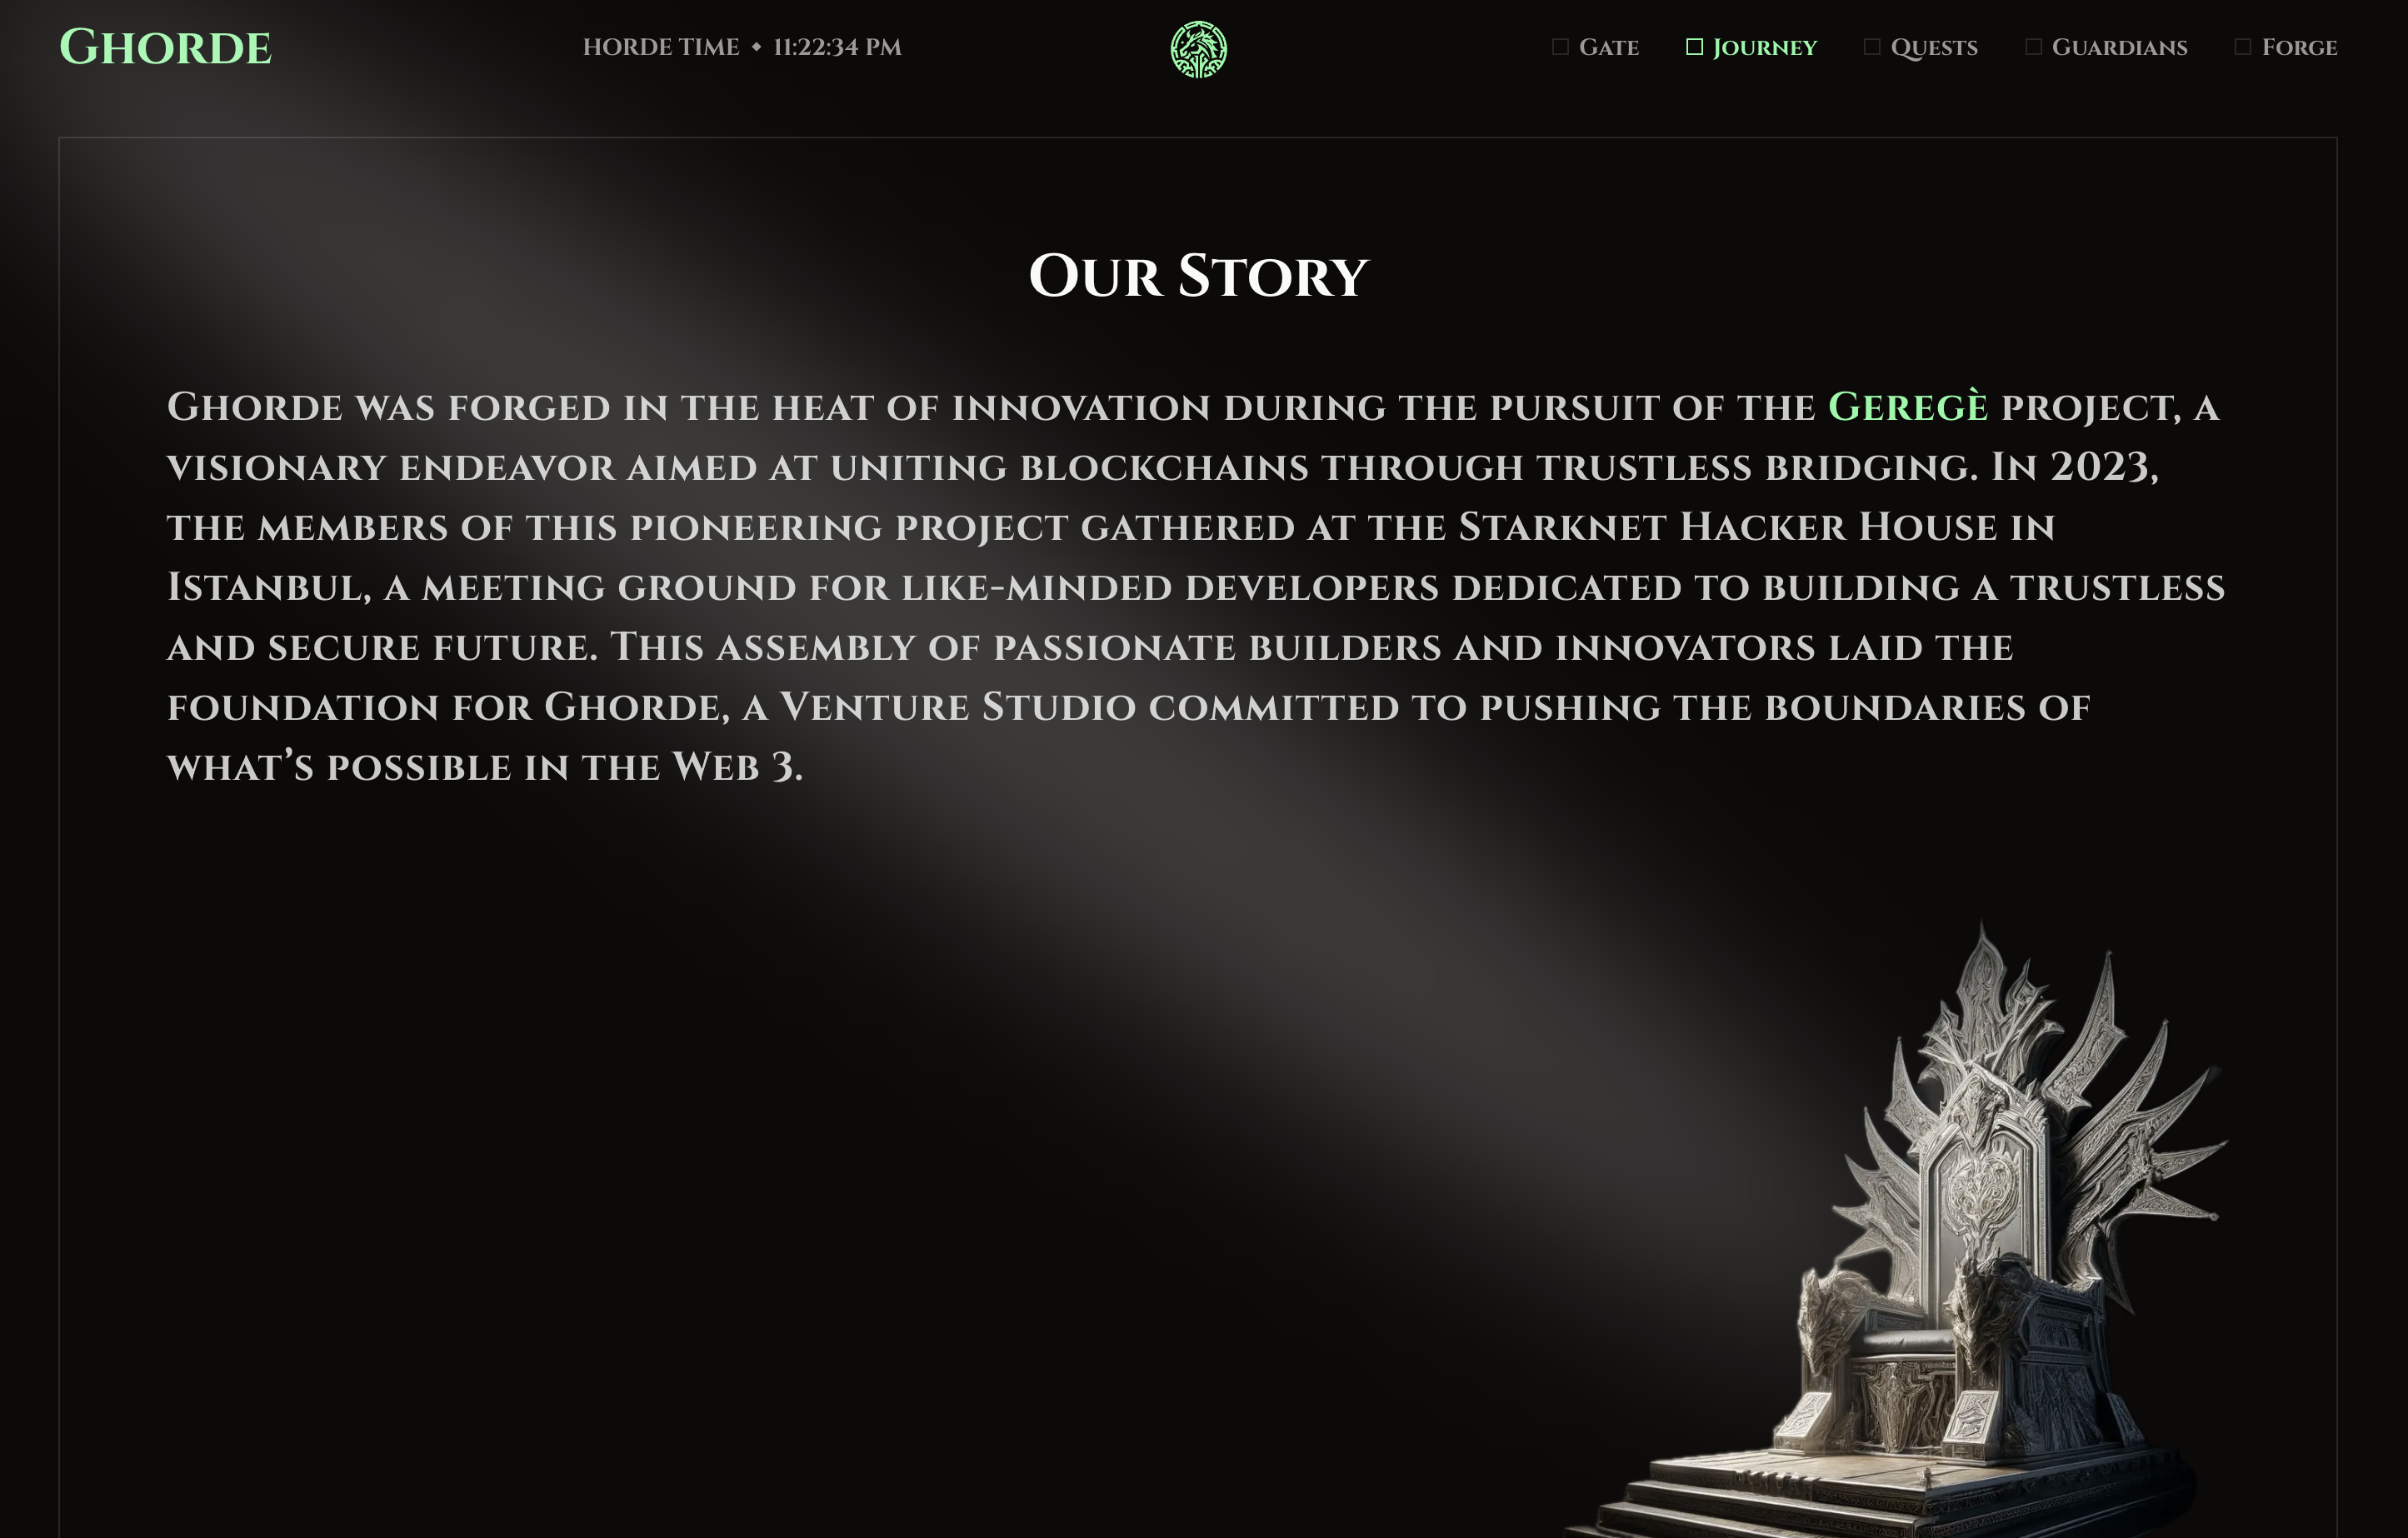 Ghorde
HORDE TIME ◆ 11:22:34 PM
Gate
Journey
Quests
Guardians
Forge
Our Story
Ghorde was forged in the heat of innovation during the pursuit of the Geregè project, a
visionary endeavor aimed at uniting blockchains through trustless bridging. In 2023,
the members of this pioneering project gathered at the Starknet Hacker House in
Istanbul, a meeting ground for like-minded developers dedicated to building a trustless
and secure future. This assembly of passionate builders and innovators laid the
foundation for Ghorde, a Venture Studio committed to pushing the boundaries of
what’s possible in the Web 3.